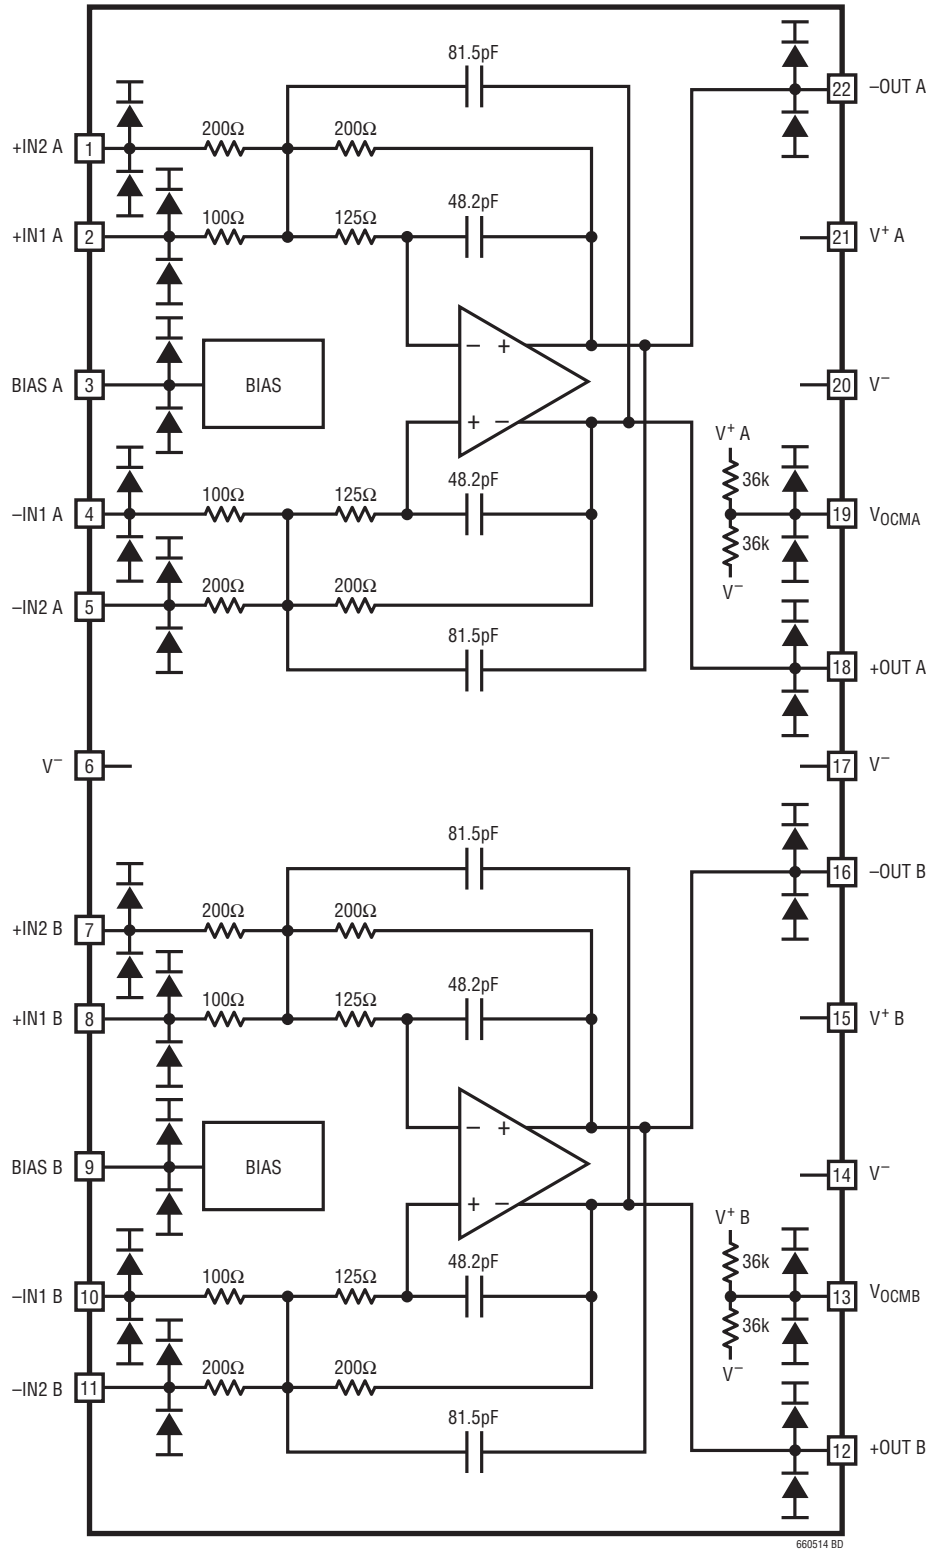 81.5pF
22 –OUT A
200Ω 200Ω
+IN2 A 1
48.2pF
100Ω 125Ω
+IN1 A 2
21 V+ A
– +
BIAS A 3 BIAS
20 V–
+ –
V+ A
48.2pF
36k
100Ω 125Ω
–IN1 A 4
19 VOCMA
36k
200Ω 200Ω
V–
–IN2 A 5
81.5pF
18 +OUT A
V– 6
17 V–
81.5pF
16 –OUT B
200Ω 200Ω
+IN2 B 7
48.2pF
100Ω 125Ω
+IN1 B 8
15 V+ B
– +
BIAS B 9 BIAS
14 V–
+ –
V+ B
48.2pF
36k
100Ω 125Ω
–IN1 B 10
13 VOCMB
36k
200Ω 200Ω
V–
–IN2 B 11
81.5pF
12 +OUT B
660514 BD